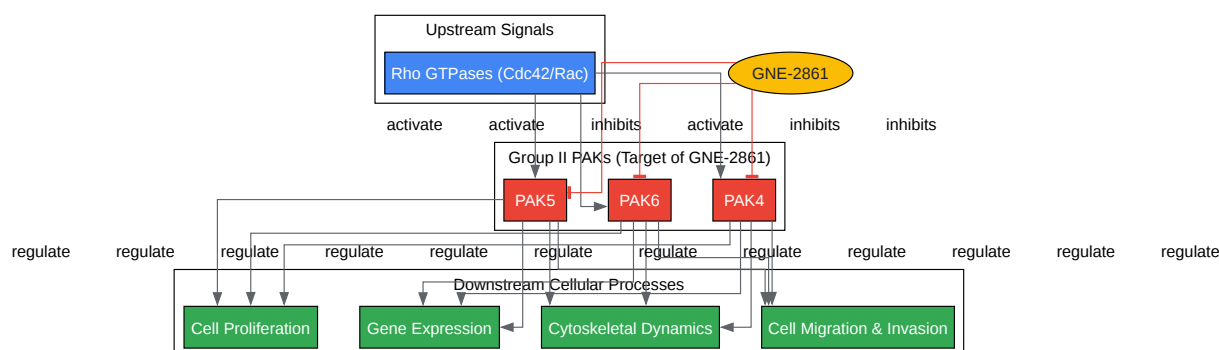 Upstream Signals
Rho GTPases (Cdc42/Rac)
GNE-2861
activate activate inhibits activate inhibits inhibits
Group II PAKs (Target of GNE-2861)
PAK5 PAK6 PAK4
regulate regulate regulate regulate regulate regulate regulate regulate regulate regulate regulate regulate
Downstream Cellular Processes
Cell Proliferation Gene Expression Cytoskeletal Dynamics Cell Migration & Invasion